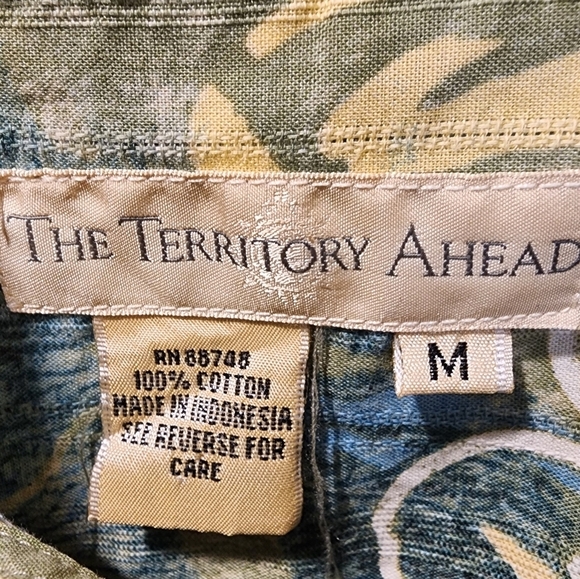 THE TERRITORY AHEAD
M
RN 88748
100% COTTON
MADE IN INDONESIA
SEE REVERSE FOR
CARE